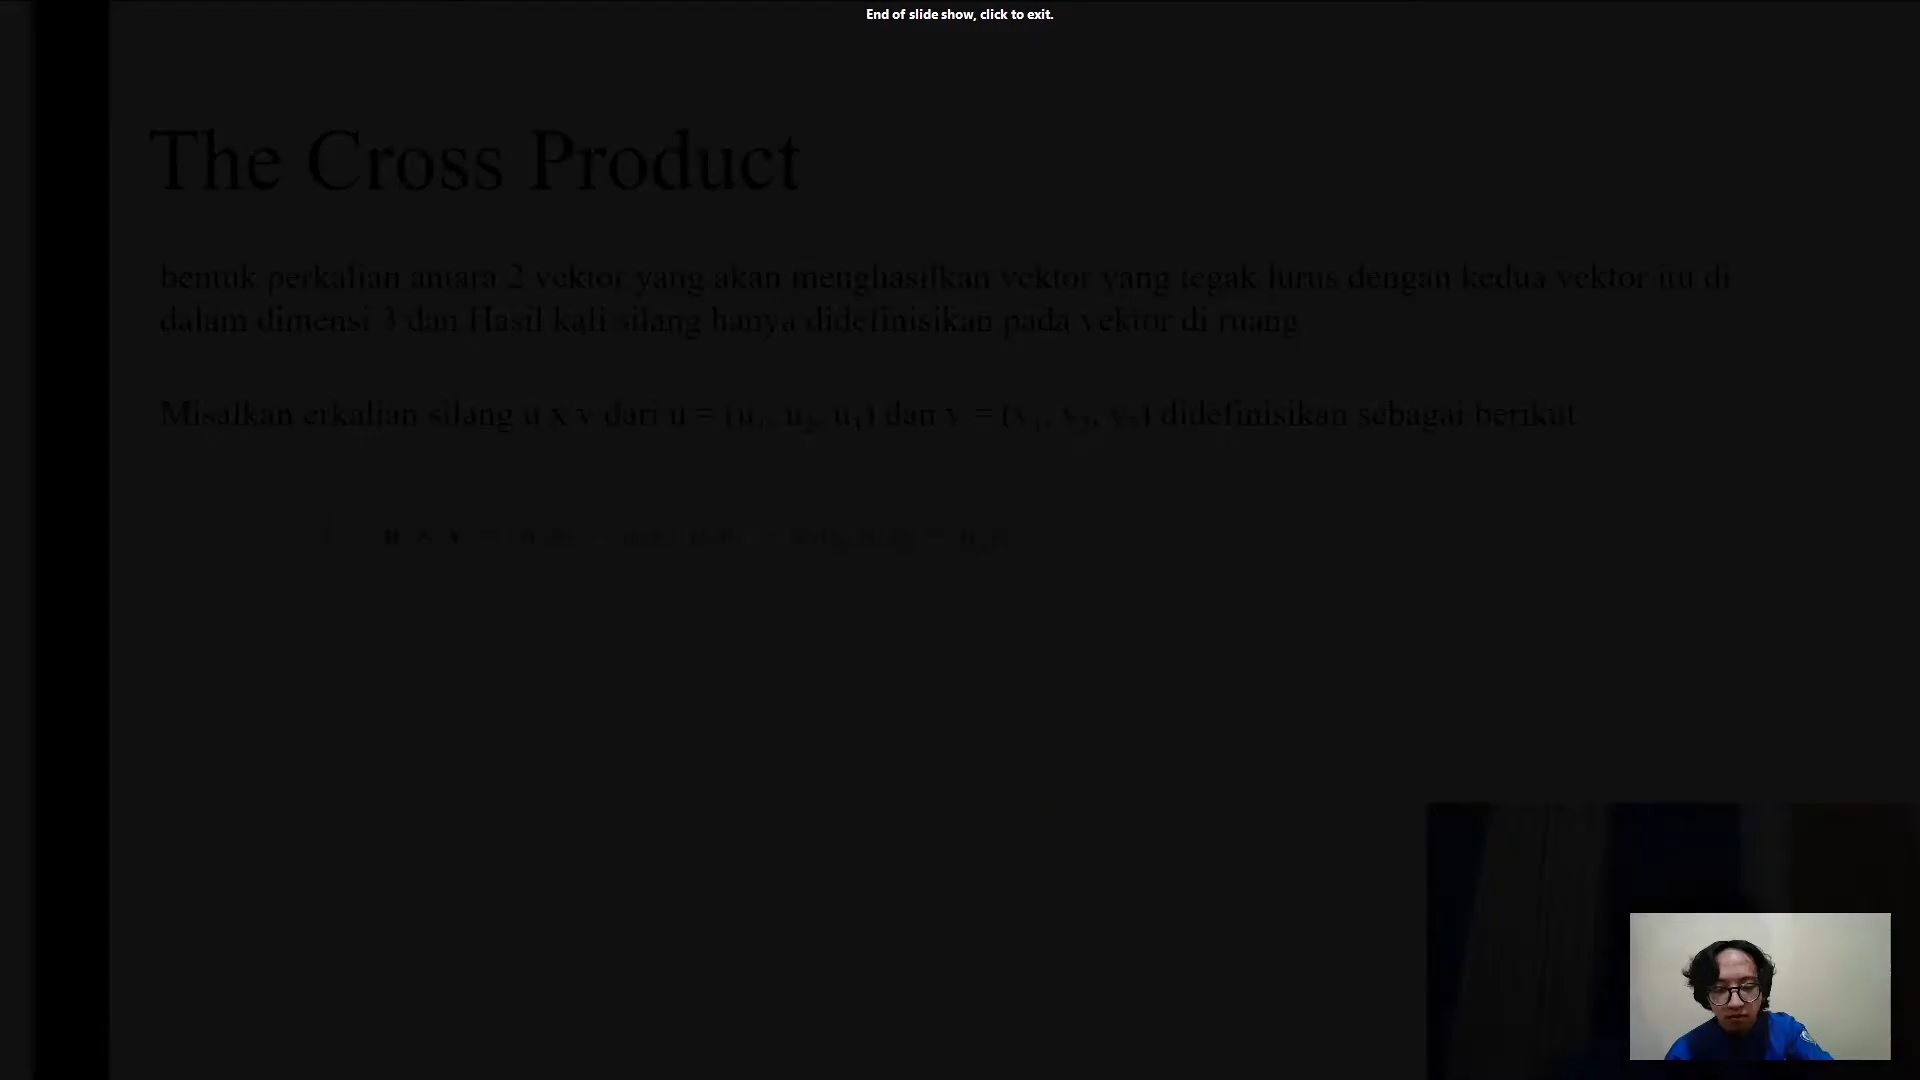 End of slide show, click to exit.
The Cross Product
bentuk perkalian antara 2 vektor yang akan menghasilkan vektor yang tegak lurus dengan kedua vektor itu di
dalam dimensi 3 dan Hasil kali silang hanya didefinisikan pada vektor di ruang
Misalkan erkalian silang u x v dari u = (u₁, u₂, u₃) dan v = (v₁, v₂, v₃) didefinisikan sebagai berikut
u × v =